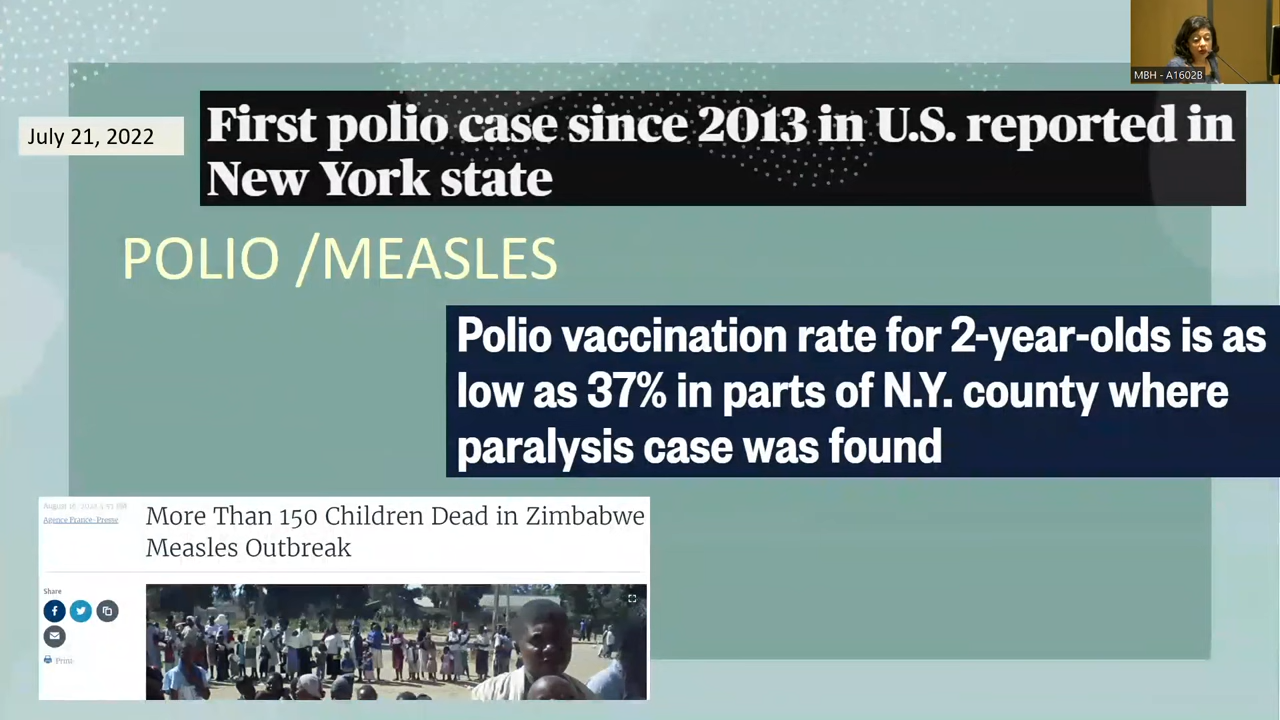 MBH - A1602B
July 21, 2022
First polio case since 2013 in U.S. reported in
New York state
POLIO /MEASLES
Polio vaccination rate for 2-year-olds is as
low as 37% in parts of N.Y. county where
paralysis case was found
August
Agence France-Presse
More Than 150 Children Dead in Zimbabwe
Measles Outbreak
Share
Print